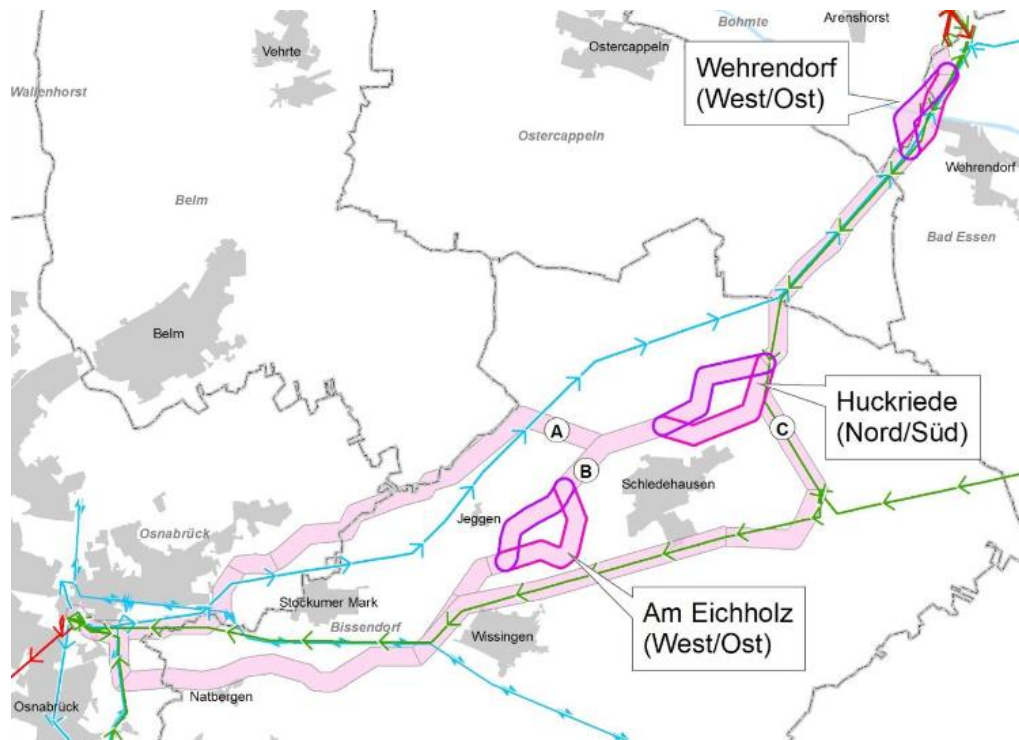 Bohmte
Arenshorst
Vehrte
Ostercappeln
Wehrendorf
(West/Ost)
Wallenhorst
Ostercappeln
Wehrendorf
Belm
Bad Essen
Belm
Huckriede
(Nord/Süd)
A
C
B
Schledehausen
Jeggen
Osnabrück
Stockumer Mark
Bissendorf
Wissingen
Am Eichholz
(West/Ost)
Natbergen
Osnabrück